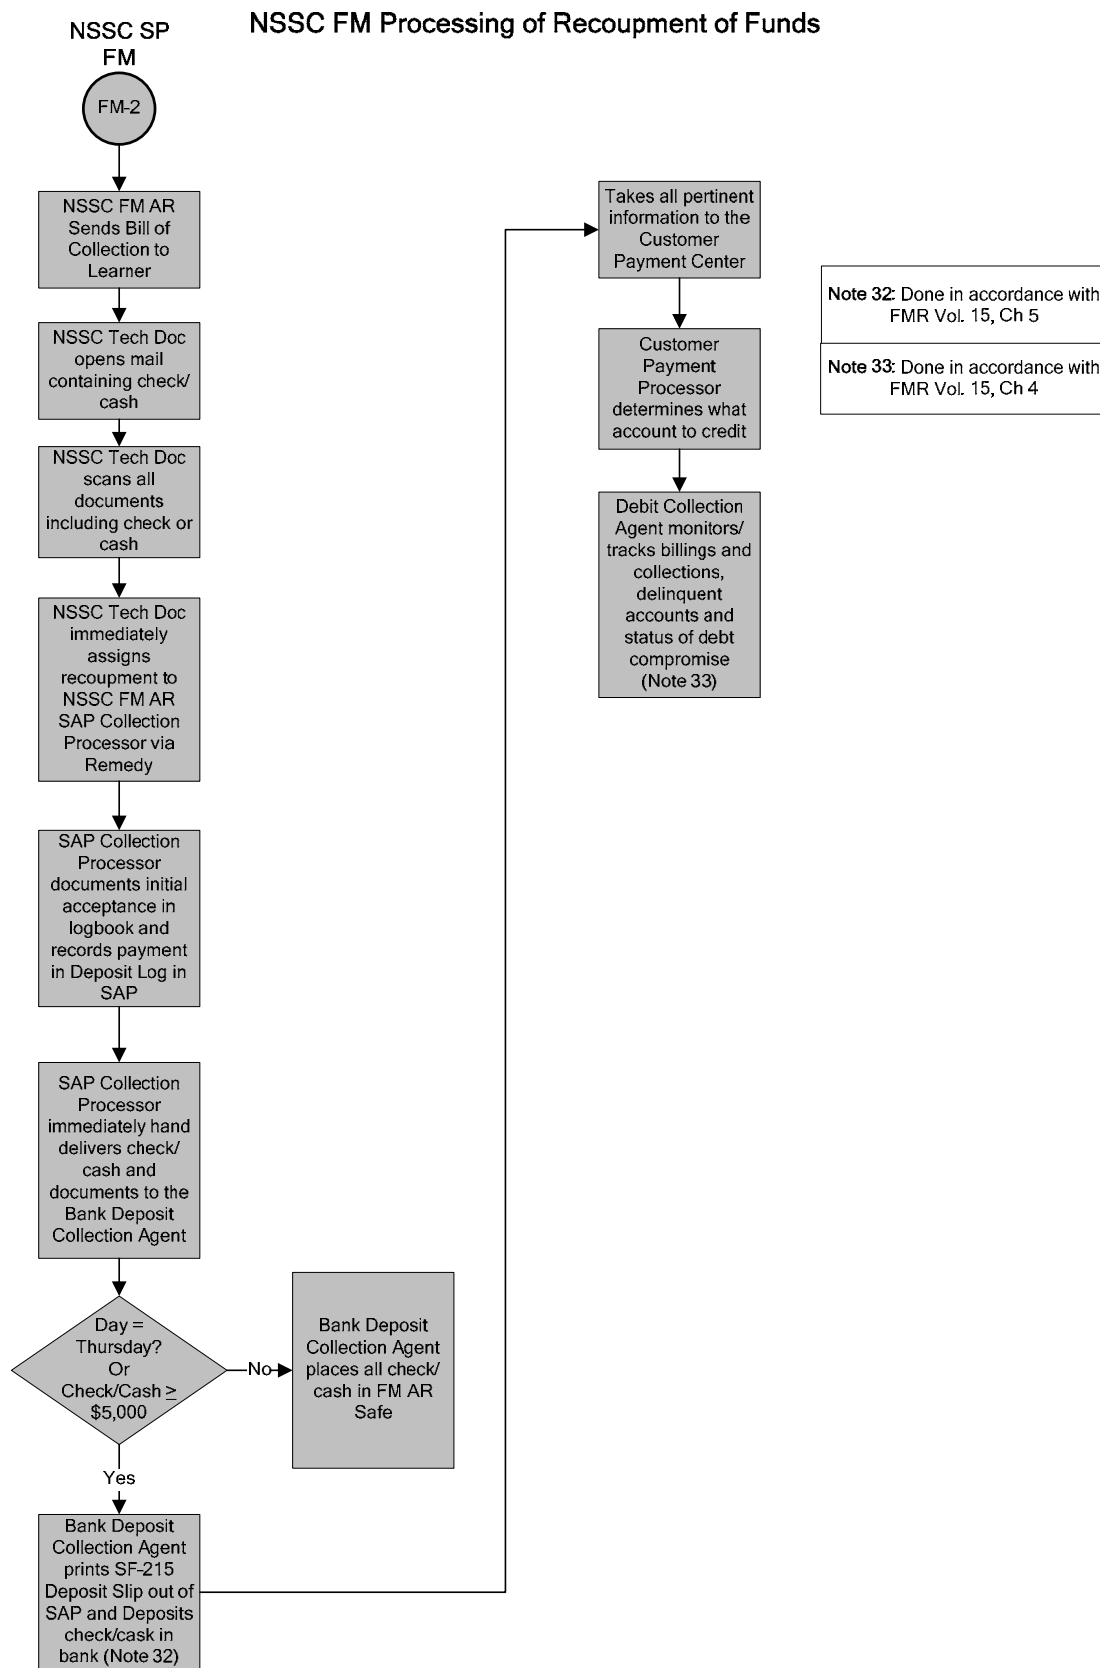 NSSC FM Processing of Recoupment of Funds
NSSC SP
FM
FM-2
NSSC FM AR
Sends Bill of
Collection to
Learner
NSSC Tech Doc
opens mail
containing check/
cash
NSSC Tech Doc
scans all
documents
including check or
cash
NSSC Tech Doc
immediately
assigns
recoupment to
NSSC FM AR
SAP Collection
Processor via
Remedy
SAP Collection
Processor
documents initial
acceptance in
logbook and
records payment
in Deposit Log in
SAP
SAP Collection
Processor
immediately hand
delivers check/
cash and
documents to the
Bank Deposit
Collection Agent
Day =
Thursday?
Or
Check/Cash ≥
$5,000
No
Bank Deposit
Collection Agent
places all check/
cash in FM AR
Safe
Yes
Bank Deposit
Collection Agent
prints SF-215
Deposit Slip out of
SAP and Deposits
check/cask in
bank (Note 32)
Takes all pertinent
information to the
Customer
Payment Center
Customer
Payment
Processor
determines what
account to credit
Debit Collection
Agent monitors/
tracks billings and
collections,
delinquent
accounts and
status of debt
compromise
(Note 33)
Note 32: Done in accordance with
FMR Vol. 15, Ch 5
Note 33: Done in accordance with
FMR Vol. 15, Ch 4